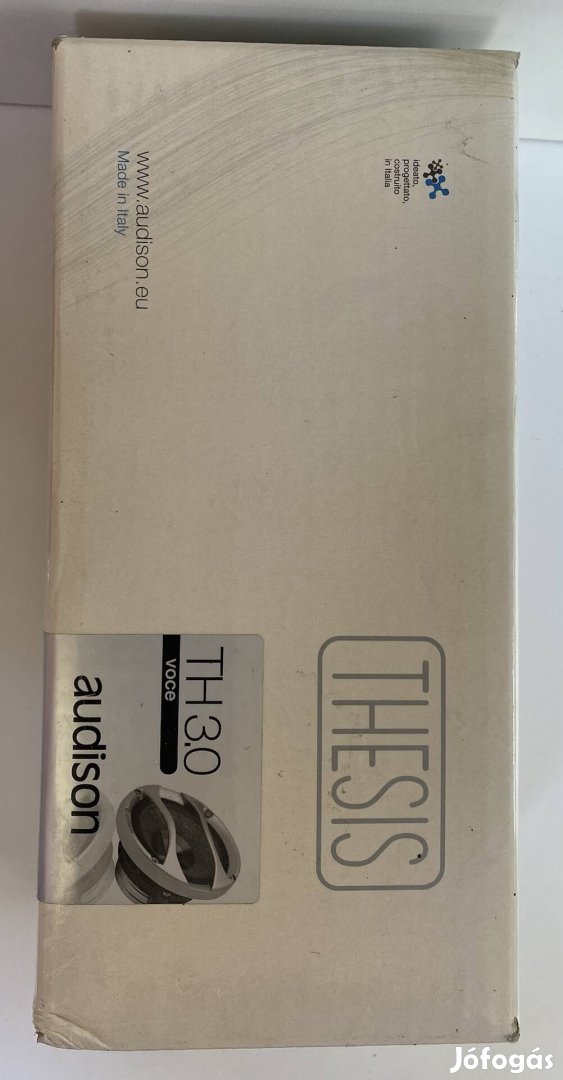 ideato,
progettato,
costruito
in Italia
www.audison.eu
Made in Italy
THESIS
TH 3.0
voce
audison
Jófogás